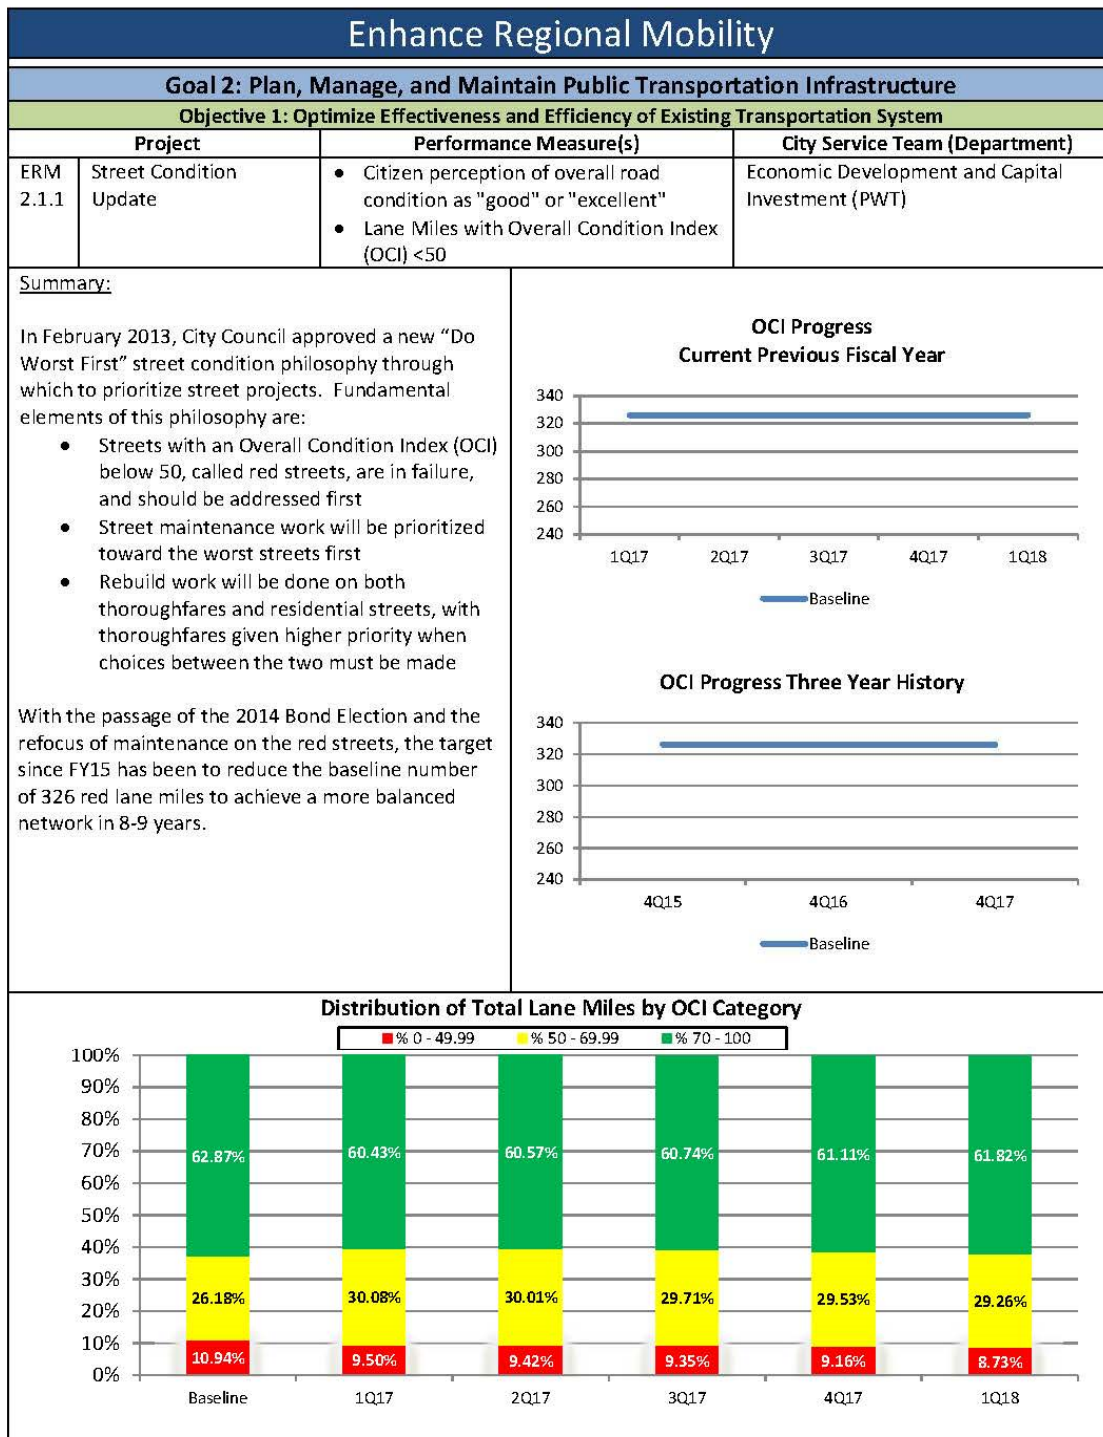 Enhance Regional Mobility
Goal 2: Plan, Manage, and Maintain Public Transportation Infrastructure
Objective 1: Optimize Effectiveness and Efficiency of Existing Transportation System
Project Performance Measure(s) City Service Team (Department)
ERM 2.1.1
Street Condition
Update
• Citizen perception of overall road
condition as "good" or "excellent"
• Lane Miles with Overall Condition Index
(OCI) <50
Economic Development and Capital
Investment (PWT)
Summary:
In February 2013, City Council approved a new “Do
Worst First” street condition philosophy through
which to prioritize street projects. Fundamental
elements of this philosophy are:
• Streets with an Overall Condition Index (OCI)
below 50, called red streets, are in failure,
and should be addressed first
• Street maintenance work will be prioritized
toward the worst streets first
• Rebuild work will be done on both
thoroughfares and residential streets, with
thoroughfares given higher priority when
choices between the two must be made
With the passage of the 2014 Bond Election and the
refocus of maintenance on the red streets, the target
since FY15 has been to reduce the baseline number
of 326 red lane miles to achieve a more balanced
network in 8-9 years.
OCI Progress
Current Previous Fiscal Year
340
320
300
280
260
240
1Q17 2Q17 3Q17 4Q17 1Q18
Baseline
OCI Progress Three Year History
340
320
300
280
260
240
4Q15 4Q16 4Q17
Baseline
Distribution of Total Lane Miles by OCI Category
% 0 - 49.99 % 50 - 69.99 % 70 - 100
100%
90%
80%
70%
60%
50%
40%
30%
20%
10%
0%
62.87% 60.43% 60.57% 60.74% 61.11% 61.82%
26.18% 30.08% 30.01% 29.71% 29.53% 29.26%
10.94% 9.50% 9.42% 9.35% 9.16% 8.73%
Baseline 1Q17 2Q17 3Q17 4Q17 1Q18